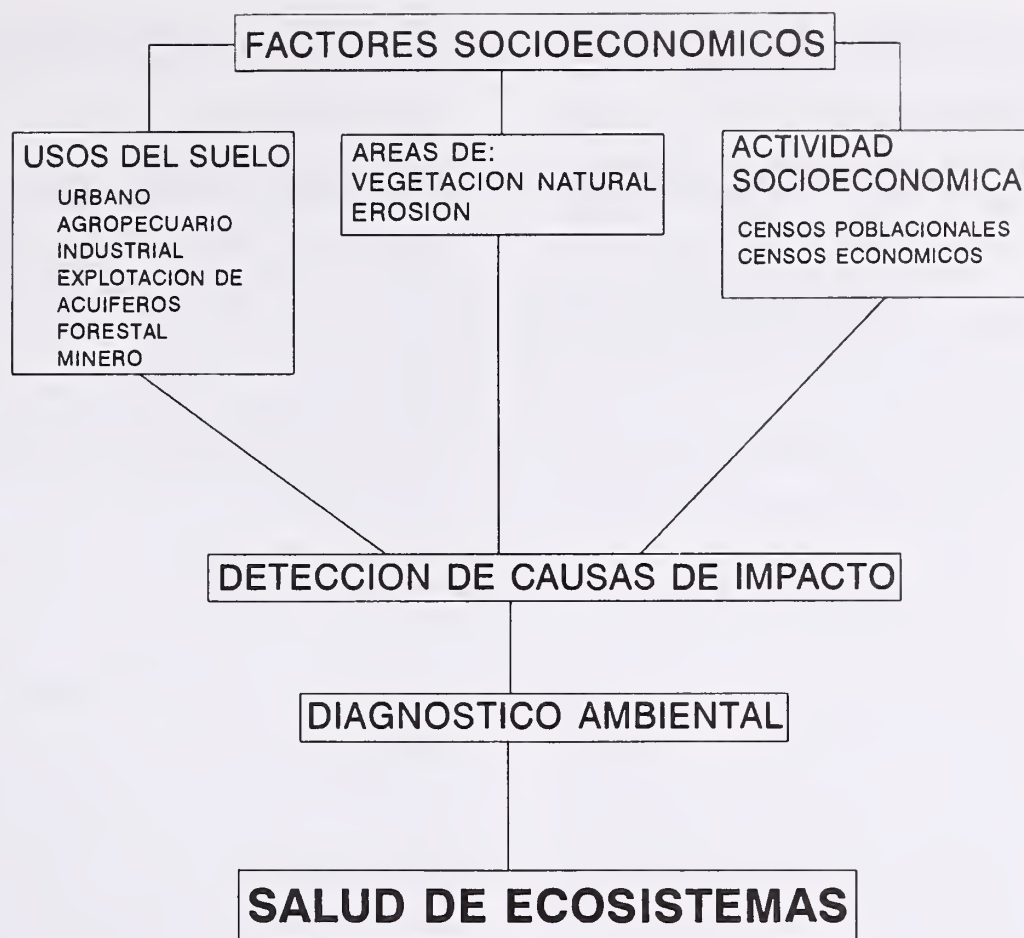 FACTORES SOCIOECONOMICOS
USOS DEL SUELO
URBANO
AGROPECUARIO
INDUSTRIAL
EXPLOTACION DE
ACUIFEROS
FORESTAL
MINERO
AREAS DE:
VEGETACION NATURAL
EROSION
ACTIVIDAD
SOCIOECONOMICA
CENSOS POBLACIONALES
CENSOS ECONOMICOS
DETECCION DE CAUSAS DE IMPACTO
DIAGNOSTICO AMBIENTAL
SALUD DE ECOSISTEMAS